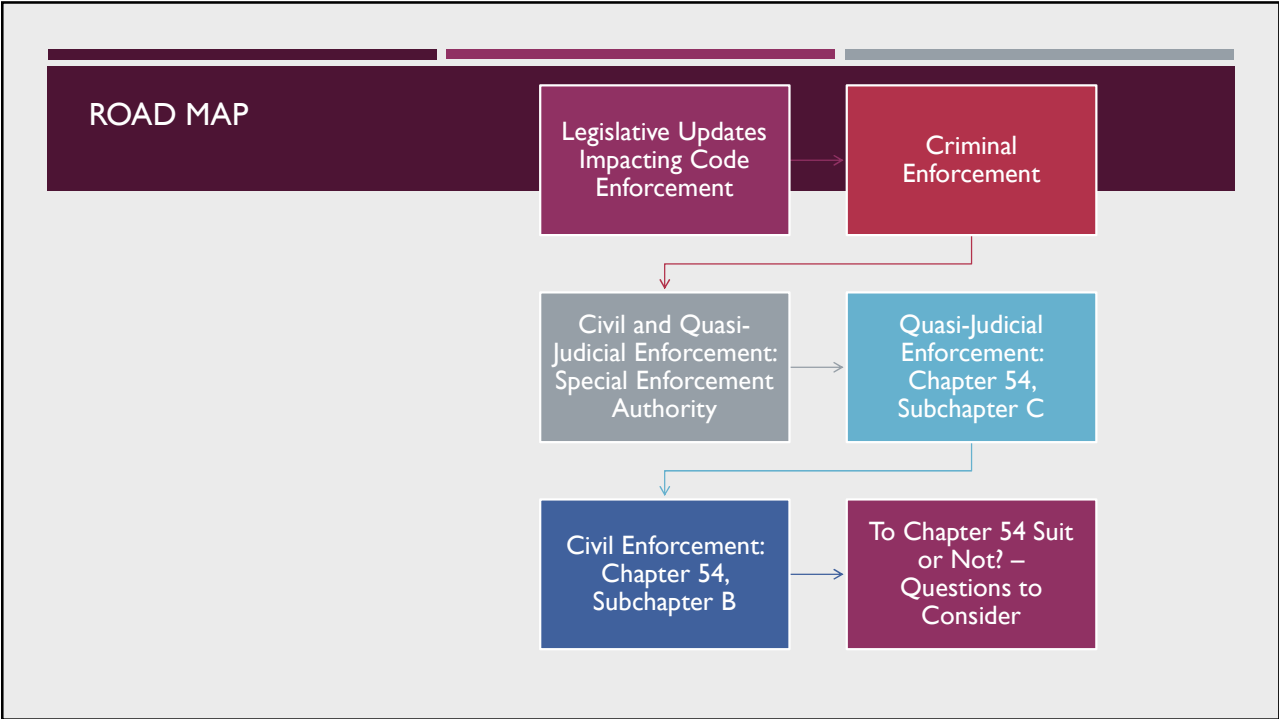 ROAD MAP
Legislative Updates
Impacting Code
Enforcement
Criminal
Enforcement
Civil and Quasi-
Judicial Enforcement:
Special Enforcement
Authority
Quasi-Judicial
Enforcement:
Chapter 54,
Subchapter C
Civil Enforcement:
Chapter 54,
Subchapter B
To Chapter 54 Suit
or Not? –
Questions to
Consider